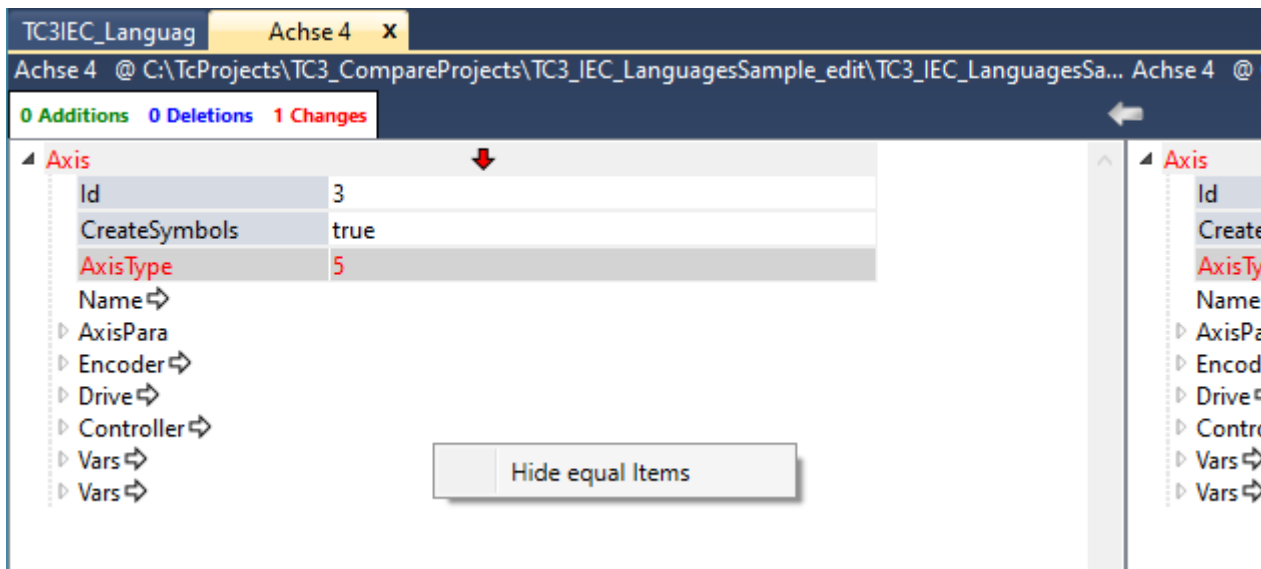 TC3IEC_Languag Achse 4 X
Achse 4 @ C:\TcProjects\TC3_CompareProjects\TC3_IEC_LanguagesSample_edit\TC3_IEC_LanguagesSa... Achse 4 @
0 Additions 0 Deletions 1 Changes
Axis Axis
Id 3 Id
CreateSymbols true Create
AxisType 5 AxisTy
Name Name
AxisPara AxisPa
Encoder Encod
Drive Drive
Controller Contro
Vars Vars
Hide equal Items
Vars Vars